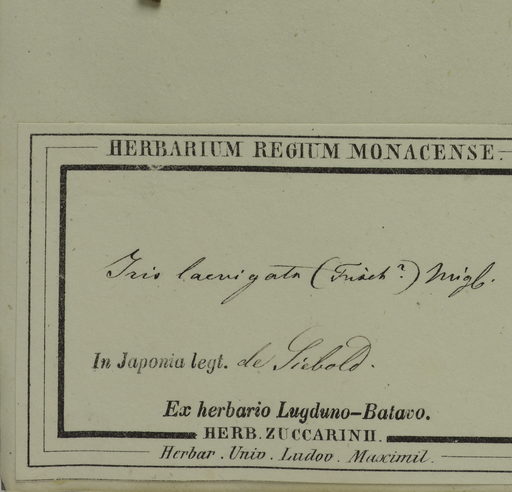 HERBARIUM REGIUM MONACENSE.
Iris laevigata (Fisch ?) Miq.
In Japonia legt. de Siebold.
Ex herbario Lugduno-Batavo.
HERB. ZUCCARINII.
Herbar. Univ. Ludov. Maximil.